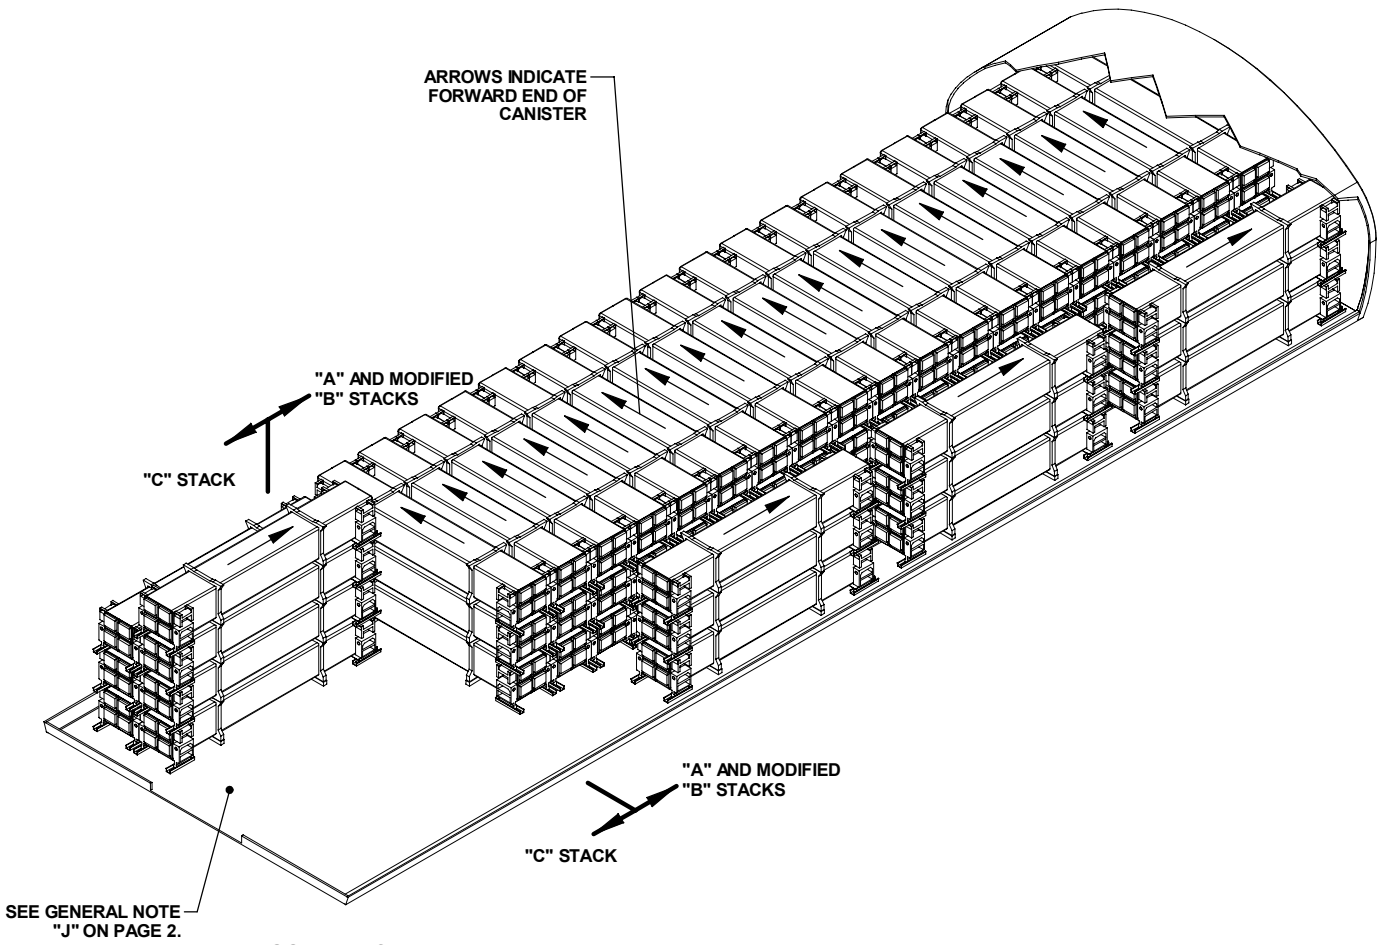 ARROWS INDICATE
FORWARD END OF
CANISTER
"A" AND MODIFIED
"B" STACKS
"C" STACK
"A" AND MODIFIED
"B" STACKS
"C" STACK
SEE GENERAL NOTE
"J" ON PAGE 2.